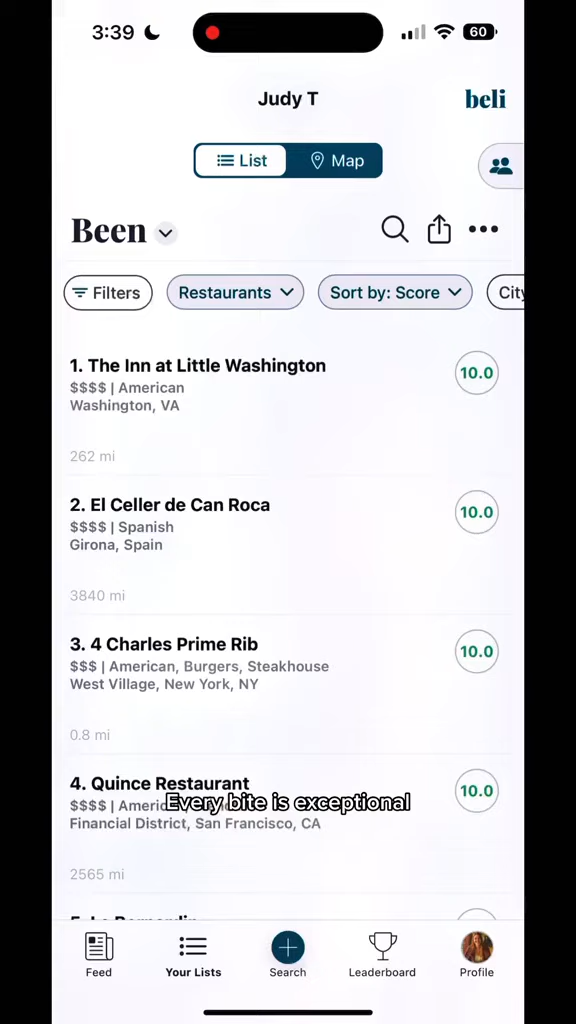 3:39
60
Judy T
beli
List
Map
Been
Filters
Restaurants
Sort by: Score
City
1. The Inn at Little Washington
10.0
$$$$ | American
Washington, VA
262 mi
2. El Celler de Can Roca
10.0
$$$$ | Spanish
Girona, Spain
3840 mi
3. 4 Charles Prime Rib
10.0
$$$ | American, Burgers, Steakhouse
West Village, New York, NY
0.8 mi
4. Quince Restaurant
10.0
$$$$ |
Every bite is exceptional
Financial District, San Francisco, CA
2565 mi
Feed
Your Lists
Search
Leaderboard
Profile